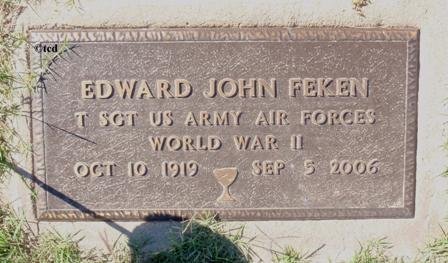 ©tcd
EDWARD JOHN FEKEN
T SGT US ARMY AIR FORCES
WORLD WAR II
OCT 10 1919 SEP 5 2006